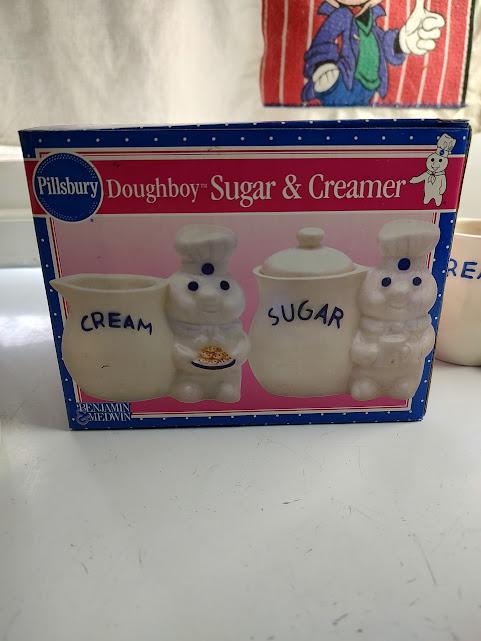 Pillsbury Doughboy™ Sugar & Creamer
CREAM
SUGAR
BENJAMIN
& MEDWIN
REA